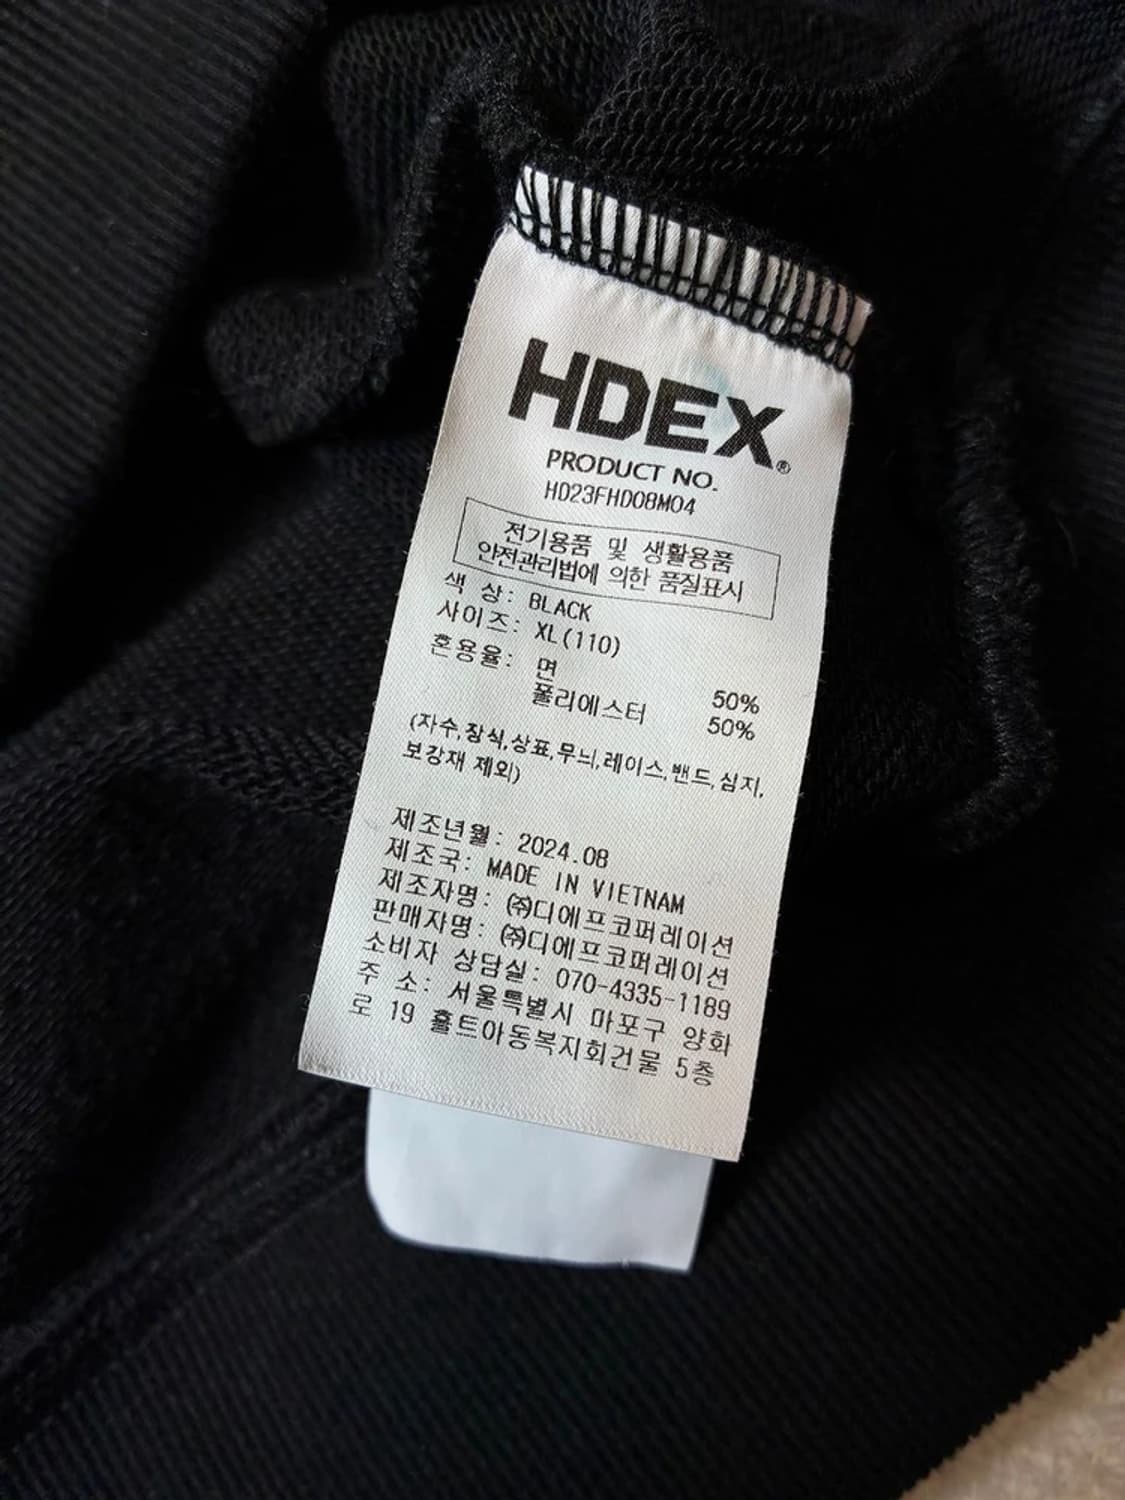 HDEX®
PRODUCT NO.
HD23FHD08M04
전기용품 및 생활용품
안전관리법에 의한 품질표시
색 상: BLACK
사이즈: XL(110)
혼용율: 면 50%
폴리에스터 50%
(자수,장식,상표,무늬,레이스,밴드,심지,
보강재 제외)
제조년월: 2024.08
제조국: MADE IN VIETNAM
제조자명: ㈜디에프코퍼레이션
판매자명: ㈜디에프코퍼레이션
소비자 상담실: 070-4335-1189
주 소: 서울특별시 마포구 양화
로 19 홀트아동복지회건물 5층